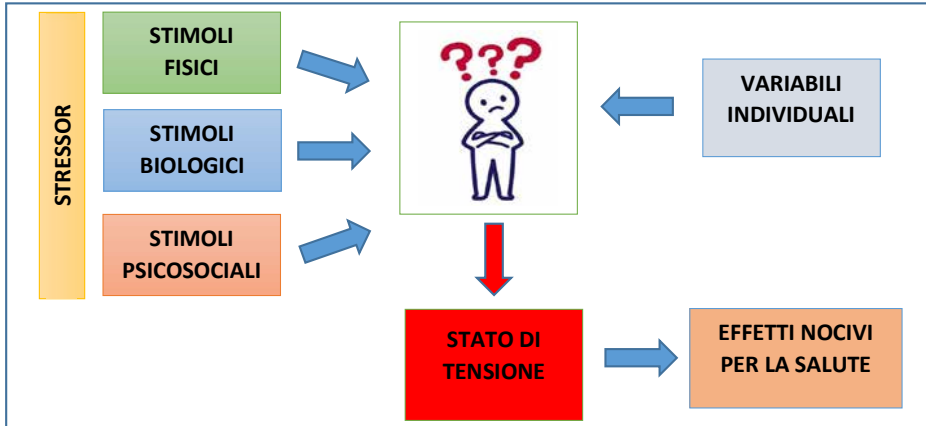 STRESSOR
STIMOLI
FISICI
STIMOLI
BIOLOGICI
STIMOLI
PSICOSOCIALI
???
VARIABILI
INDIVIDUALI
STATO DI
TENSIONE
EFFETTI NOCIVI
PER LA SALUTE